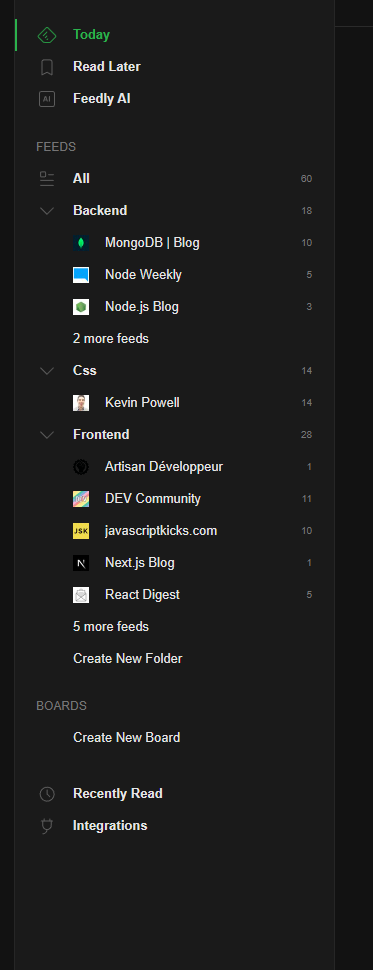 Today
Read Later
AI Feedly AI
FEEDS
All 60
Backend 18
MongoDB | Blog 10
Node Weekly 5
Node.js Blog 3
2 more feeds
Css 14
Kevin Powell 14
Frontend 28
Artisan Développeur 1
DEV Community 11
JSK javascriptkicks.com 10
N Next.js Blog 1
React Digest 5
5 more feeds
Create New Folder
BOARDS
Create New Board
Recently Read
Integrations